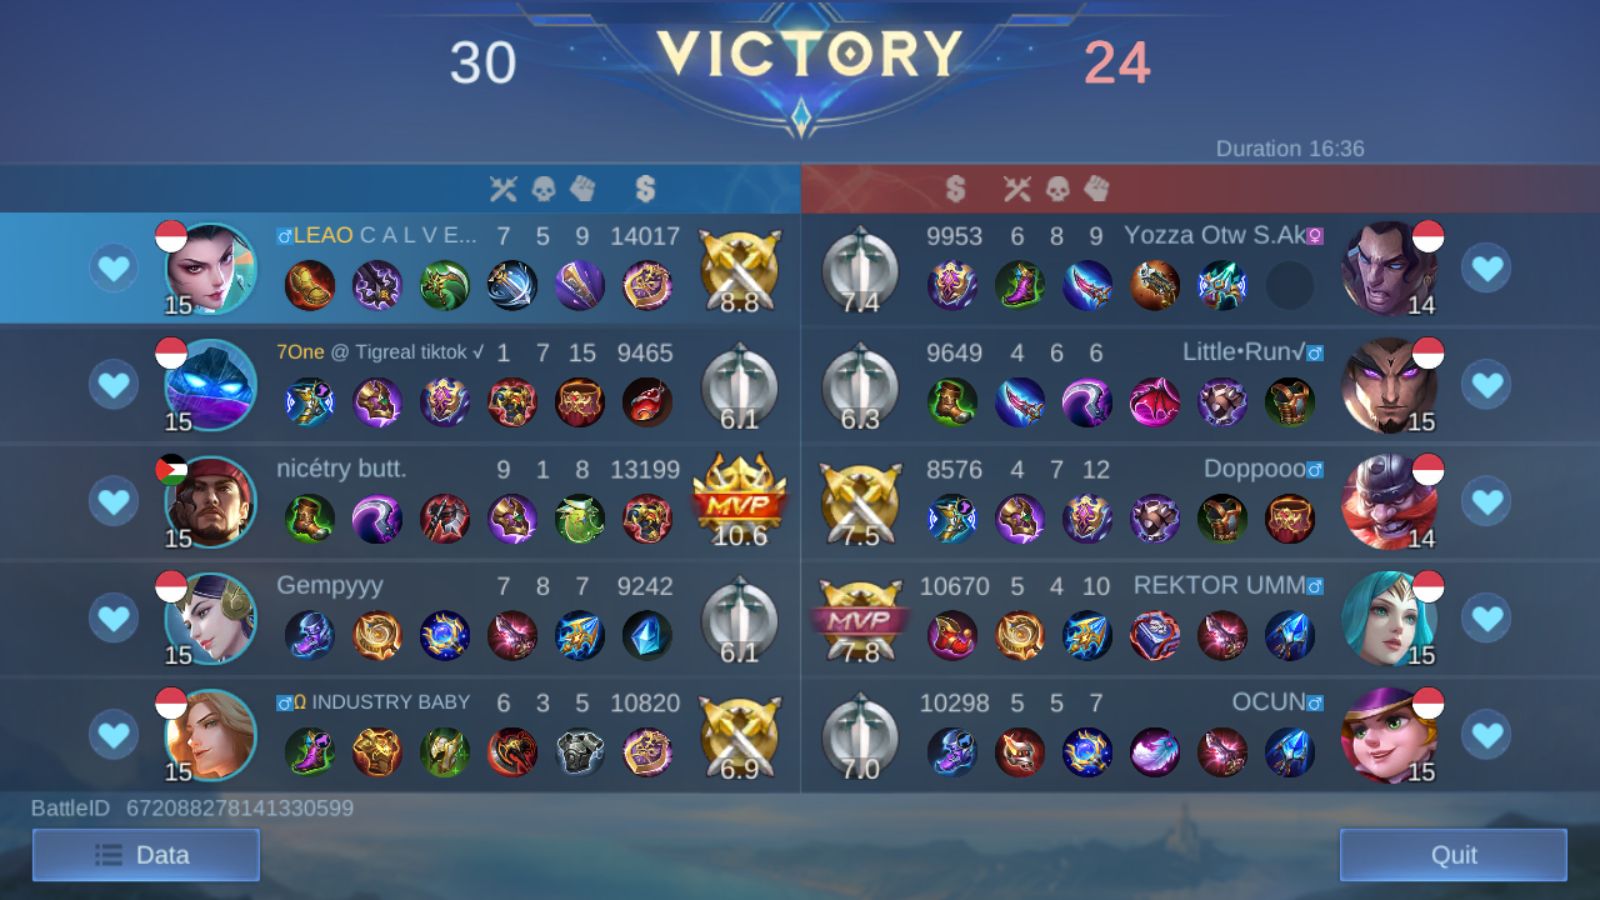 30 VICTORY 24
Duration 16:36
♂LEAO C A L V E... 7 5 9 14017
15 8.8
7.4 9953 6 8 9 Yozza Otw S.Ak♀
14
7One @ Tigreal tiktok √ 1 7 15 9465
15 6.1
6.3 9649 4 6 6 Little•Run√♂
15
nicétry butt. 9 1 8 13199
15 MVP 10.6
7.5 8576 4 7 12 Doppooo♂
14
Gempyyy 7 8 7 9242
15 6.1
MVP 7.8 10670 5 4 10 REKTOR UMM♂
15
♂Ω INDUSTRY BABY 6 3 5 10820
15 6.9
7.0 10298 5 5 7 OCUN♂
15
BattleID 672088278141330599
Data
Quit